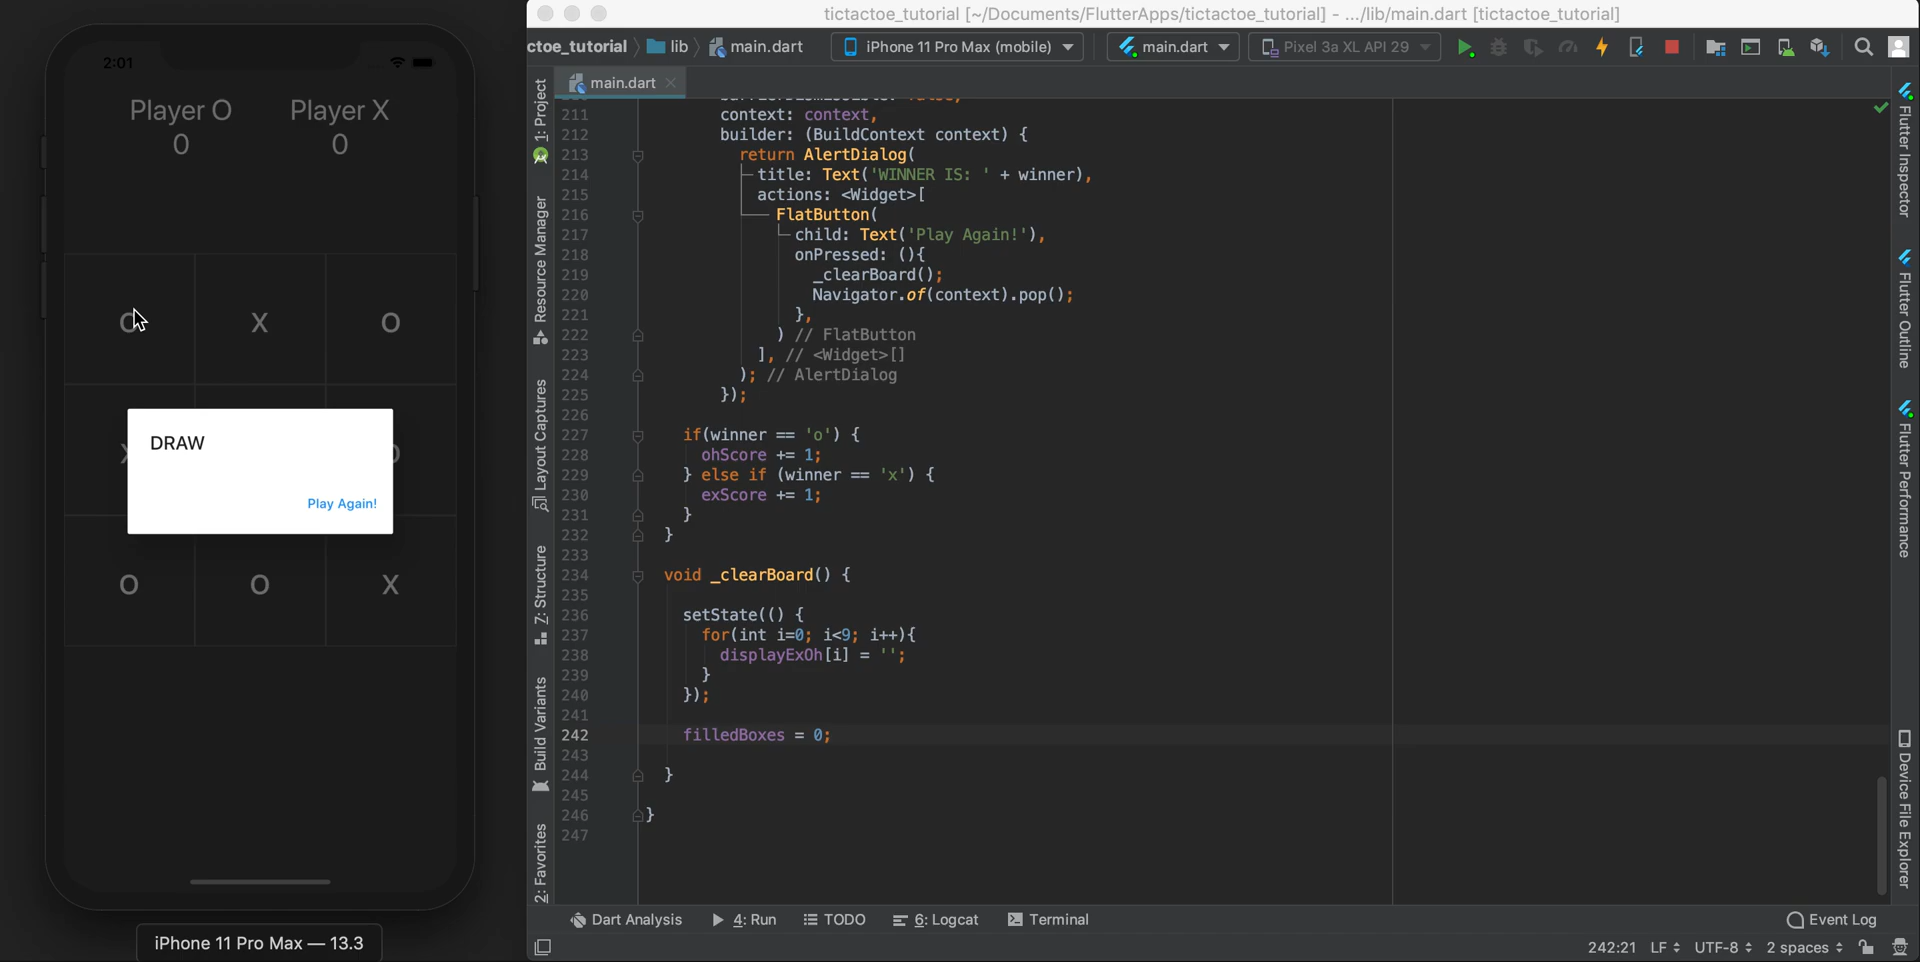 tictactoe_tutorial [~/Documents/FlutterApps/tictactoe_tutorial] - .../lib/main.dart [tictactoe_tutorial]
ctoe_tutorial
lib
main.dart
iPhone 11 Pro Max (mobile)
main.dart
Pixel 3a XL API 29
main.dart
2:01
Player O
Player X
0
0
O
X
O
DRAW
Play Again!
O
O
X
iPhone 11 Pro Max — 13.3
1: Project
Resource Manager
Layout Captures
Z: Structure
Build Variants
2: Favorites
211 context: context,
212 builder: (BuildContext context) {
213 return AlertDialog(
214 title: Text('WINNER IS: ' + winner),
215 actions: <Widget>[
216 FlatButton(
217 child: Text('Play Again!'),
218 onPressed: (){
219 _clearBoard();
220 Navigator.of(context).pop();
221 },
222 ) // FlatButton
223 ], // <Widget>[]
224 ); // AlertDialog
225 });
226
227 if(winner == 'o') {
228 ohScore += 1;
229 } else if (winner == 'x') {
230 exScore += 1;
231 }
232 }
233
234 void _clearBoard() {
235
236 setState(() {
237 for(int i=0; i<9; i++){
238 displayExOh[i] = '';
239 }
240 });
241
242 filledBoxes = 0;
243
244 }
245
246 }
247
Flutter Inspector
Flutter Outline
Flutter Performance
Device File Explorer
Dart Analysis
4: Run
TODO
6: Logcat
Terminal
Event Log
242:21
LF
UTF-8
2 spaces